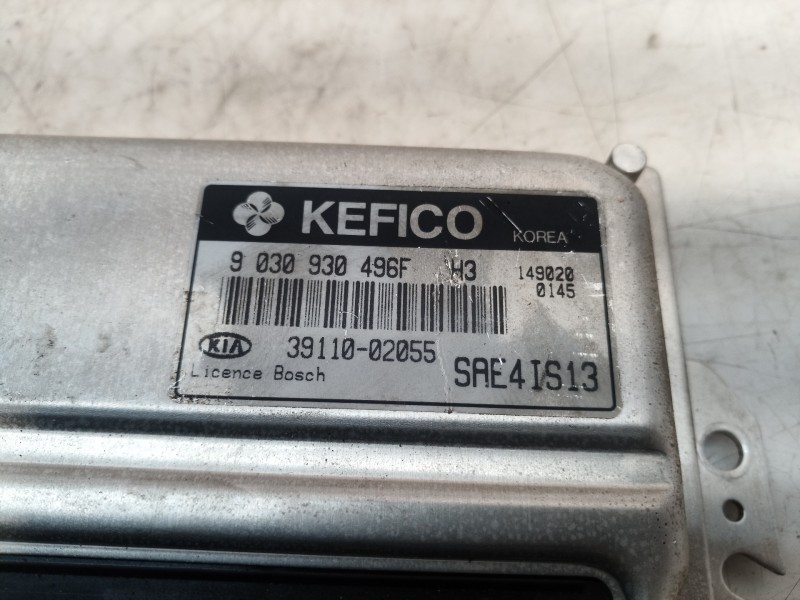 KEFICO KOREA
9 030 930 496F H3 149020
0145
KIA 39110-02055
Licence Bosch SAE4IS13